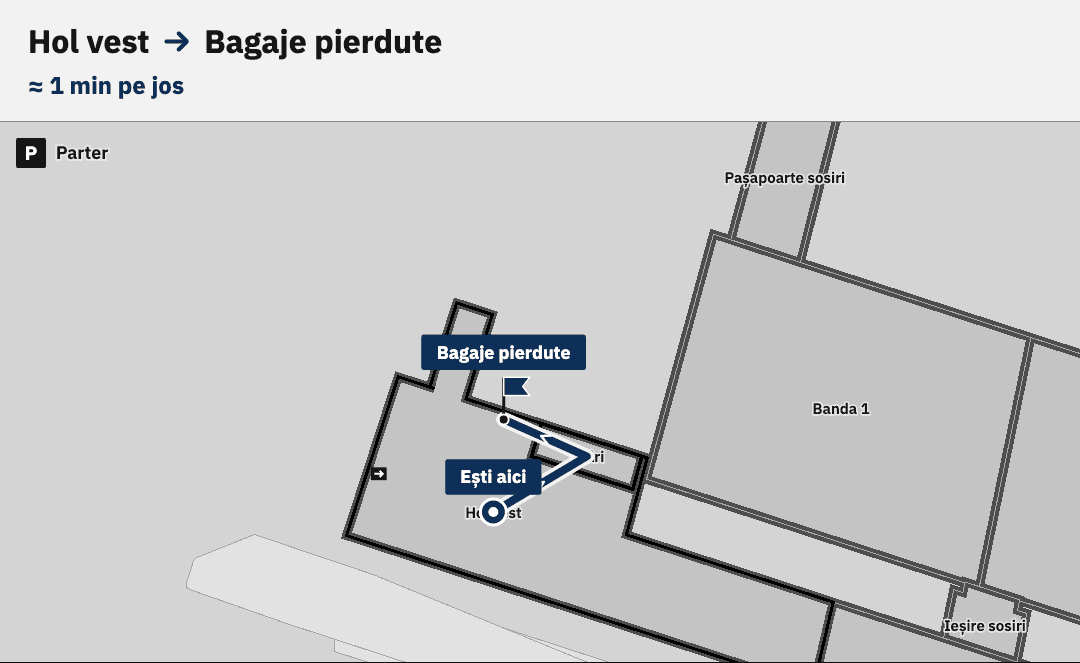 Hol vest → Bagaje pierdute
≈ 1 min pe jos
P Parter
Pașapoarte sosiri
Bagaje pierdute
Banda 1
Ești aici
Ieșire sosiri